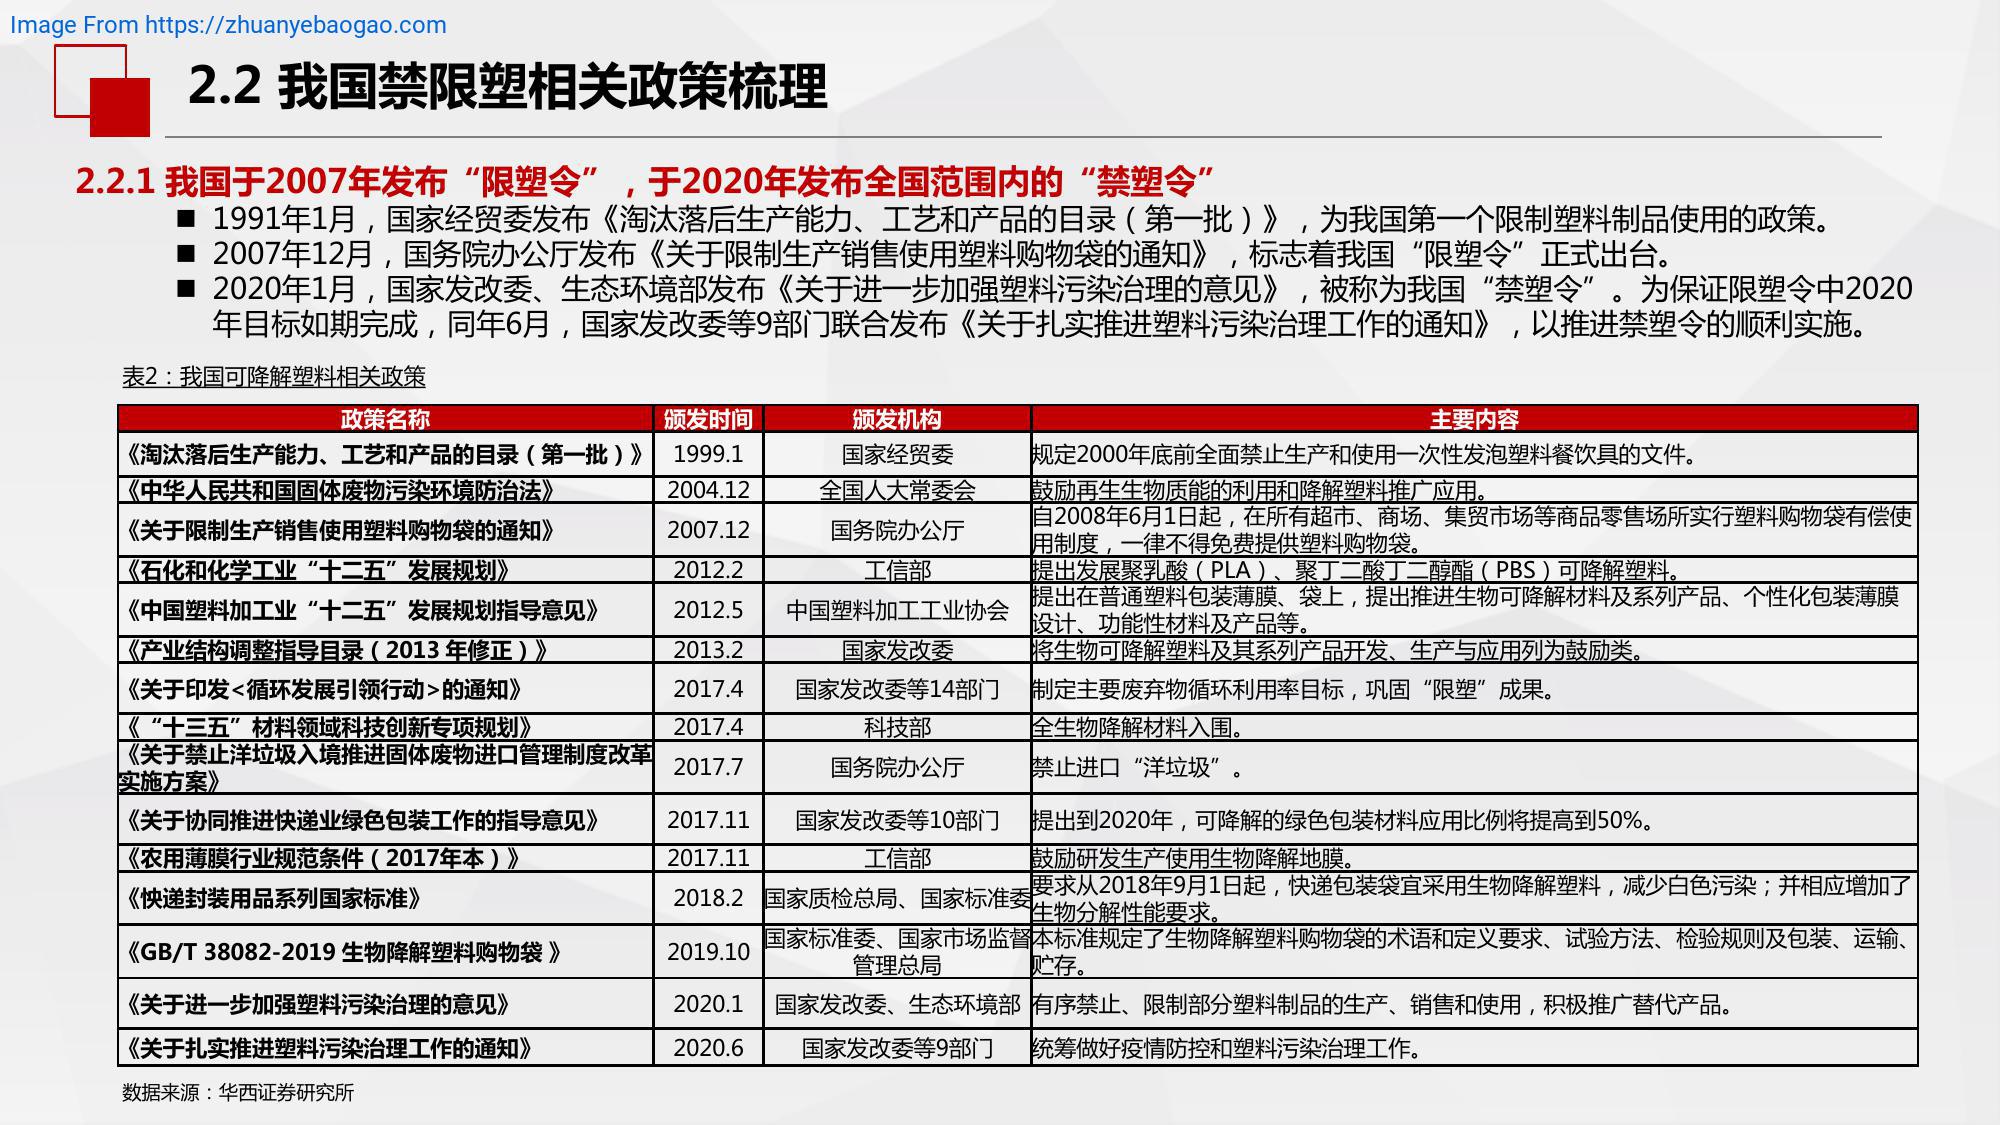 Image From https://zhuanyebaogao.com
2.2 我国禁限塑相关政策梳理
2.2.1 我国于2007年发布“限塑令”，于2020年发布全国范围内的“禁塑令”
■ 1991年1月，国家经贸委发布《淘汰落后生产能力、工艺和产品的目录（第一批）》，为我国第一个限制塑料制品使用的政策。
■ 2007年12月，国务院办公厅发布《关于限制生产销售使用塑料购物袋的通知》，标志着我国“限塑令”正式出台。
■ 2020年1月，国家发改委、生态环境部发布《关于进一步加强塑料污染治理的意见》，被称为我国“禁塑令”。为保证限塑令中2020
年目标如期完成，同年6月，国家发改委等9部门联合发布《关于扎实推进塑料污染治理工作的通知》，以推进禁塑令的顺利实施。
表2：我国可降解塑料相关政策
政策名称 颁发时间 颁发机构 主要内容
《淘汰落后生产能力、工艺和产品的目录（第一批）》 1999.1 国家经贸委 规定2000年底前全面禁止生产和使用一次性发泡塑料餐饮具的文件。
《中华人民共和国固体废物污染环境防治法》 2004.12 全国人大常委会 鼓励再生生物质能的利用和降解塑料推广应用。
《关于限制生产销售使用塑料购物袋的通知》 2007.12 国务院办公厅 自2008年6月1日起，在所有超市、商场、集贸市场等商品零售场所实行塑料购物袋有偿使
用制度，一律不得免费提供塑料购物袋。
《石化和化学工业“十二五”发展规划》 2012.2 工信部 提出发展聚乳酸（PLA）、聚丁二酸丁二醇酯（PBS）可降解塑料。
《中国塑料加工业“十二五”发展规划指导意见》 2012.5 中国塑料加工工业协会 提出在普通塑料包装薄膜、袋上，提出推进生物可降解材料及系列产品、个性化包装薄膜
设计、功能性材料及产品等。
《产业结构调整指导目录（2013 年修正）》 2013.2 国家发改委 将生物可降解塑料及其系列产品开发、生产与应用列为鼓励类。
《关于印发<循环发展引领行动>的通知》 2017.4 国家发改委等14部门 制定主要废弃物循环利用率目标，巩固“限塑”成果。
《“十三五”材料领域科技创新专项规划》 2017.4 科技部 全生物降解材料入围。
《关于禁止洋垃圾入境推进固体废物进口管理制度改革
实施方案》 2017.7 国务院办公厅 禁止进口“洋垃圾”。
《关于协同推进快递业绿色包装工作的指导意见》 2017.11 国家发改委等10部门 提出到2020年，可降解的绿色包装材料应用比例将提高到50%。
《农用薄膜行业规范条件（2017年本）》 2017.11 工信部 鼓励研发生产使用生物降解地膜。
《快递封装用品系列国家标准》 2018.2 国家质检总局、国家标准委 要求从2018年9月1日起，快递包装袋宜采用生物降解塑料，减少白色污染；并相应增加了
生物分解性能要求。
《GB/T 38082-2019 生物降解塑料购物袋 》 2019.10 国家标准委、国家市场监督 本标准规定了生物降解塑料购物袋的术语和定义要求、试验方法、检验规则及包装、运输、
管理总局 贮存。
《关于进一步加强塑料污染治理的意见》 2020.1 国家发改委、生态环境部 有序禁止、限制部分塑料制品的生产、销售和使用，积极推广替代产品。
《关于扎实推进塑料污染治理工作的通知》 2020.6 国家发改委等9部门 统筹做好疫情防控和塑料污染治理工作。
数据来源：华西证券研究所